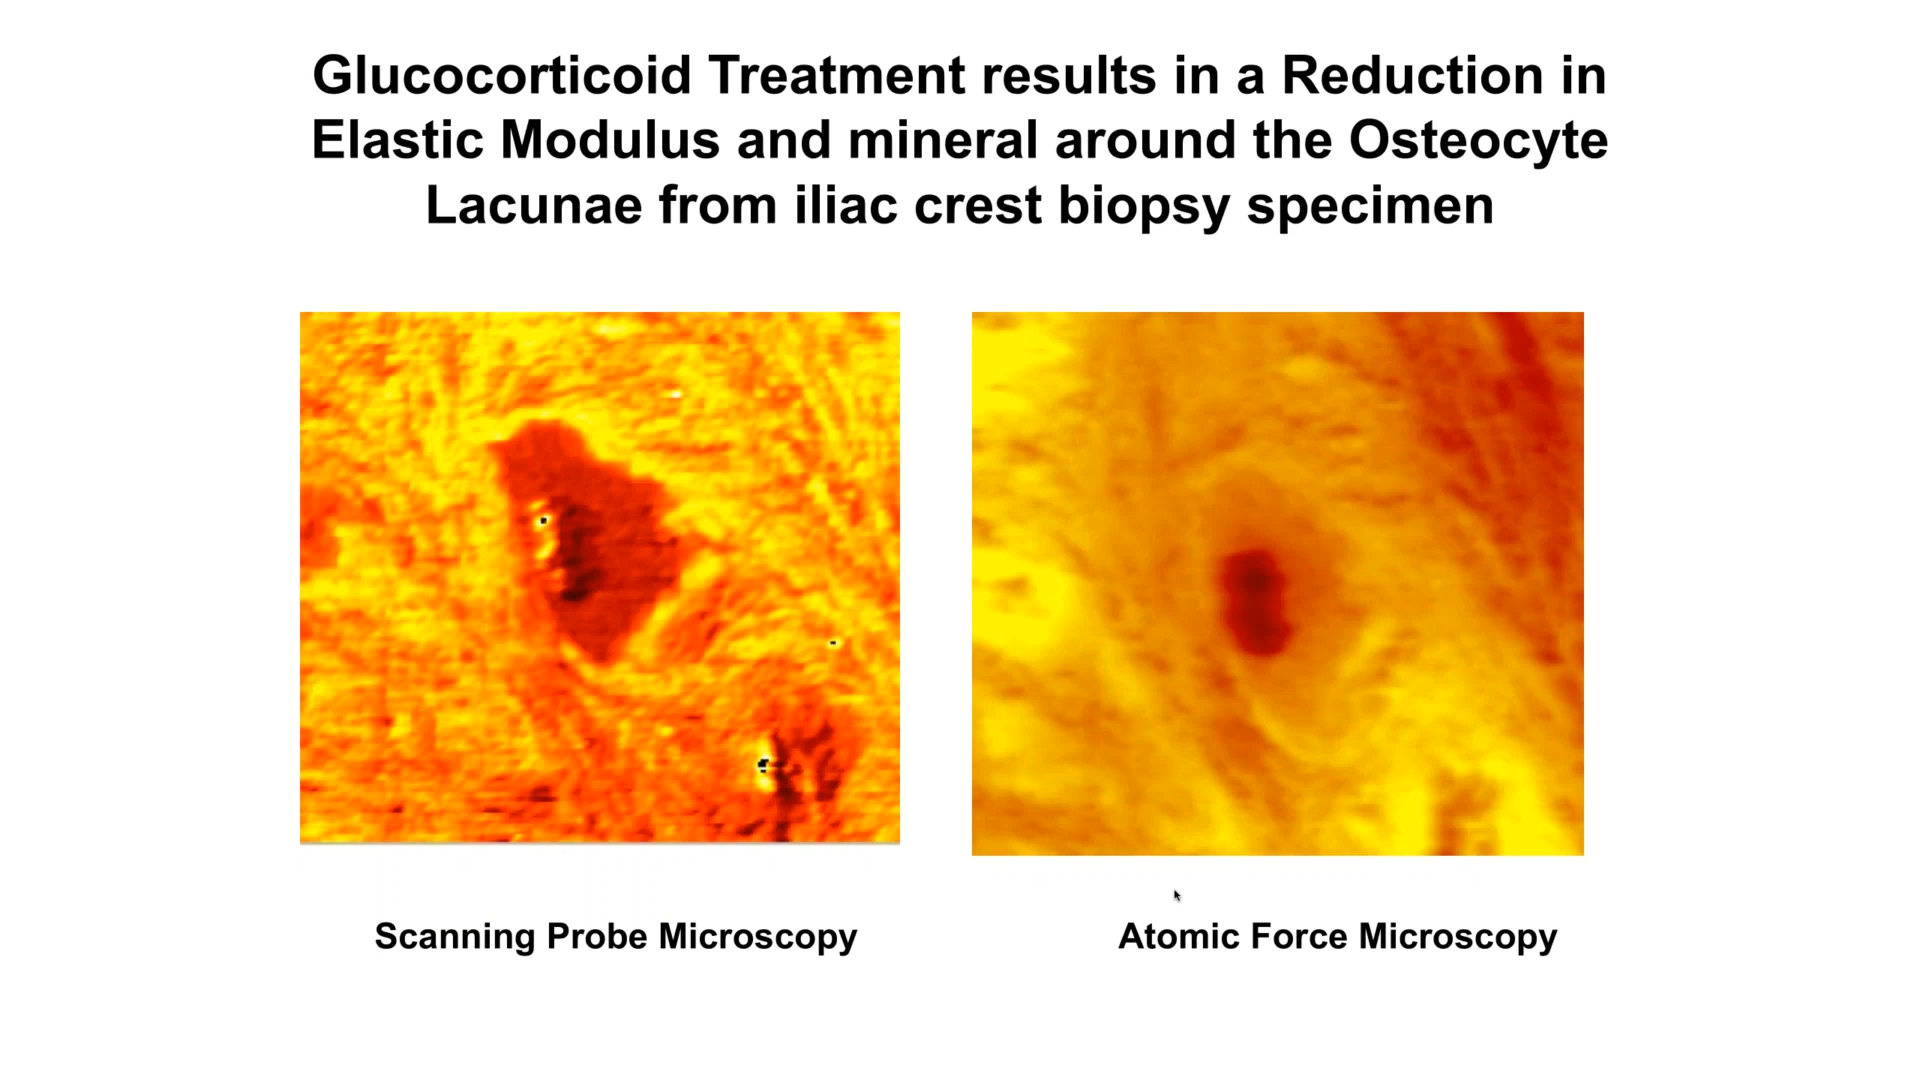 Glucocorticoid Treatment results in a Reduction in
Elastic Modulus and mineral around the Osteocyte
Lacunae from iliac crest biopsy specimen
Scanning Probe Microscopy
Atomic Force Microscopy